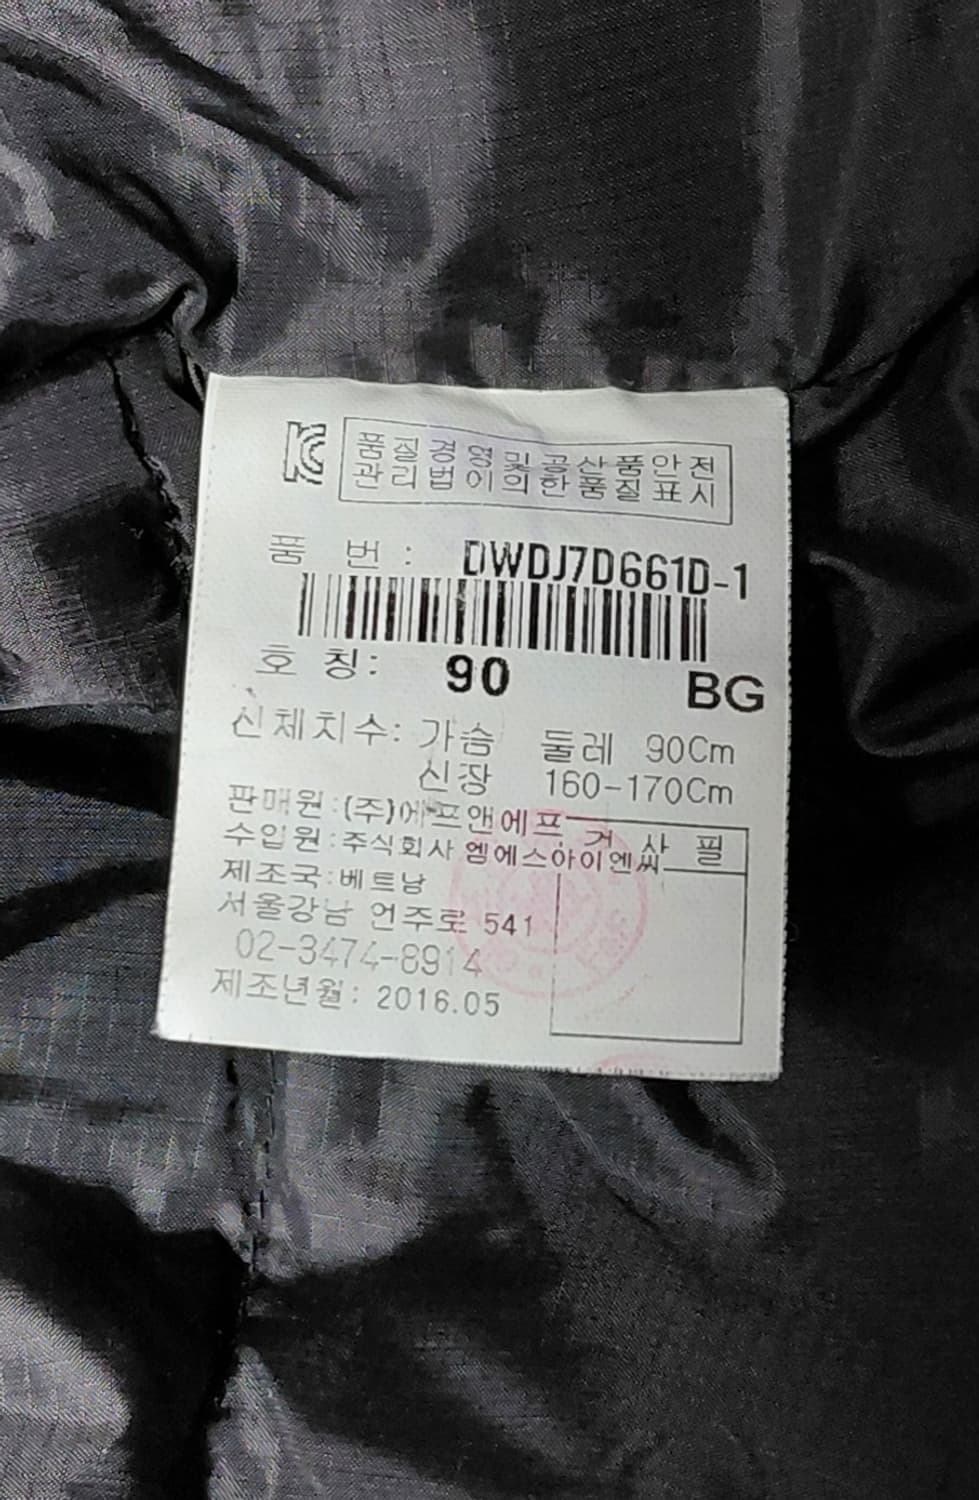 KC
품질경영및공산품안전
관리법이의한품질표시
품 번 : DWDJ7D661D-1
호 칭: 90 BG
신체치수: 가슴 둘레 90Cm
신장 160-170Cm
판매원:(주)에프앤에프
검사필
수입원:주식회사 엠에스아이엔씨
제조국:베트남
서울강남 언주로 541
02-3474-8914
제조년월: 2016.05